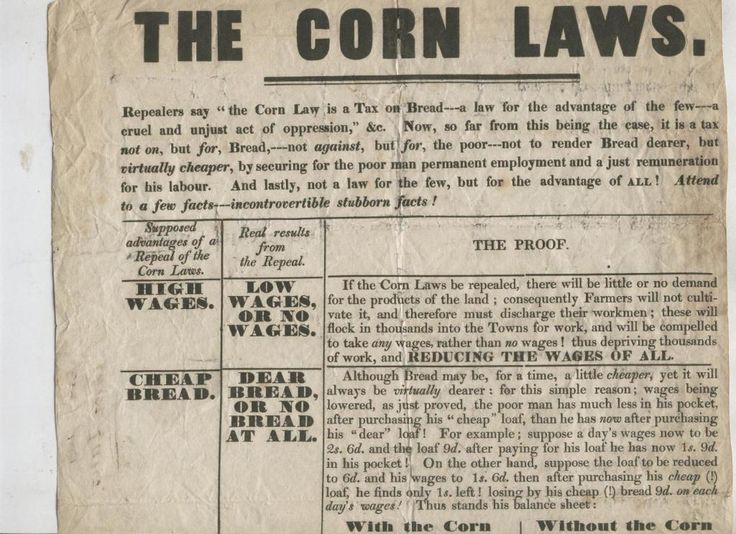 THE CORN LAWS.
Repealers say "the Corn Law is a Tax on Bread---a law for the advantage of the few---a
cruel and unjust act of oppression," &c. Now, so far from this being the case, it is a tax
not on, but for, Bread,---not against, but for, the poor---not to render Bread dearer, but
virtually cheaper, by securing for the poor man permanent employment and a just remuneration
for his labour. And lastly, not a law for the few, but for the advantage of ALL! Attend
to a few facts---incontrovertible stubborn facts!
Supposed
advantages of a
Repeal of the
Corn Laws.
Real results
from
the Repeal.
THE PROOF.
HIGH
WAGES.
LOW
WAGES,
OR NO
WAGES.
If the Corn Laws be repealed, there will be little or no demand
for the products of the land; consequently Farmers will not culti-
vate it, and therefore must discharge their workmen; these will
flock in thousands into the Towns for work, and will be compelled
to take any wages, rather than no wages! thus depriving thousands
of work, and REDUCING THE WAGES OF ALL.
CHEAP
BREAD.
DEAR
BREAD,
OR NO
BREAD
AT ALL.
Although Bread may be, for a time, a little cheaper, yet it will
always be virtually dearer: for this simple reason; wages being
lowered, as just proved, the poor man has much less in his pocket,
after purchasing his "cheap" loaf, than he has now after purchasing
his "dear" loaf! For example; suppose a day's wages now to be
2s. 6d. and the loaf 9d. after paying for his loaf he has now 1s. 9d.
in his pocket! On the other hand, suppose the loaf to be reduced
to 6d. and his wages to 1s. 6d. then after purchasing his cheap (!)
loaf, he finds only 1s. left! losing by his cheap (!) bread 9d. on each
day's wages! Thus stands his balance sheet:
With the Corn
Without the Corn